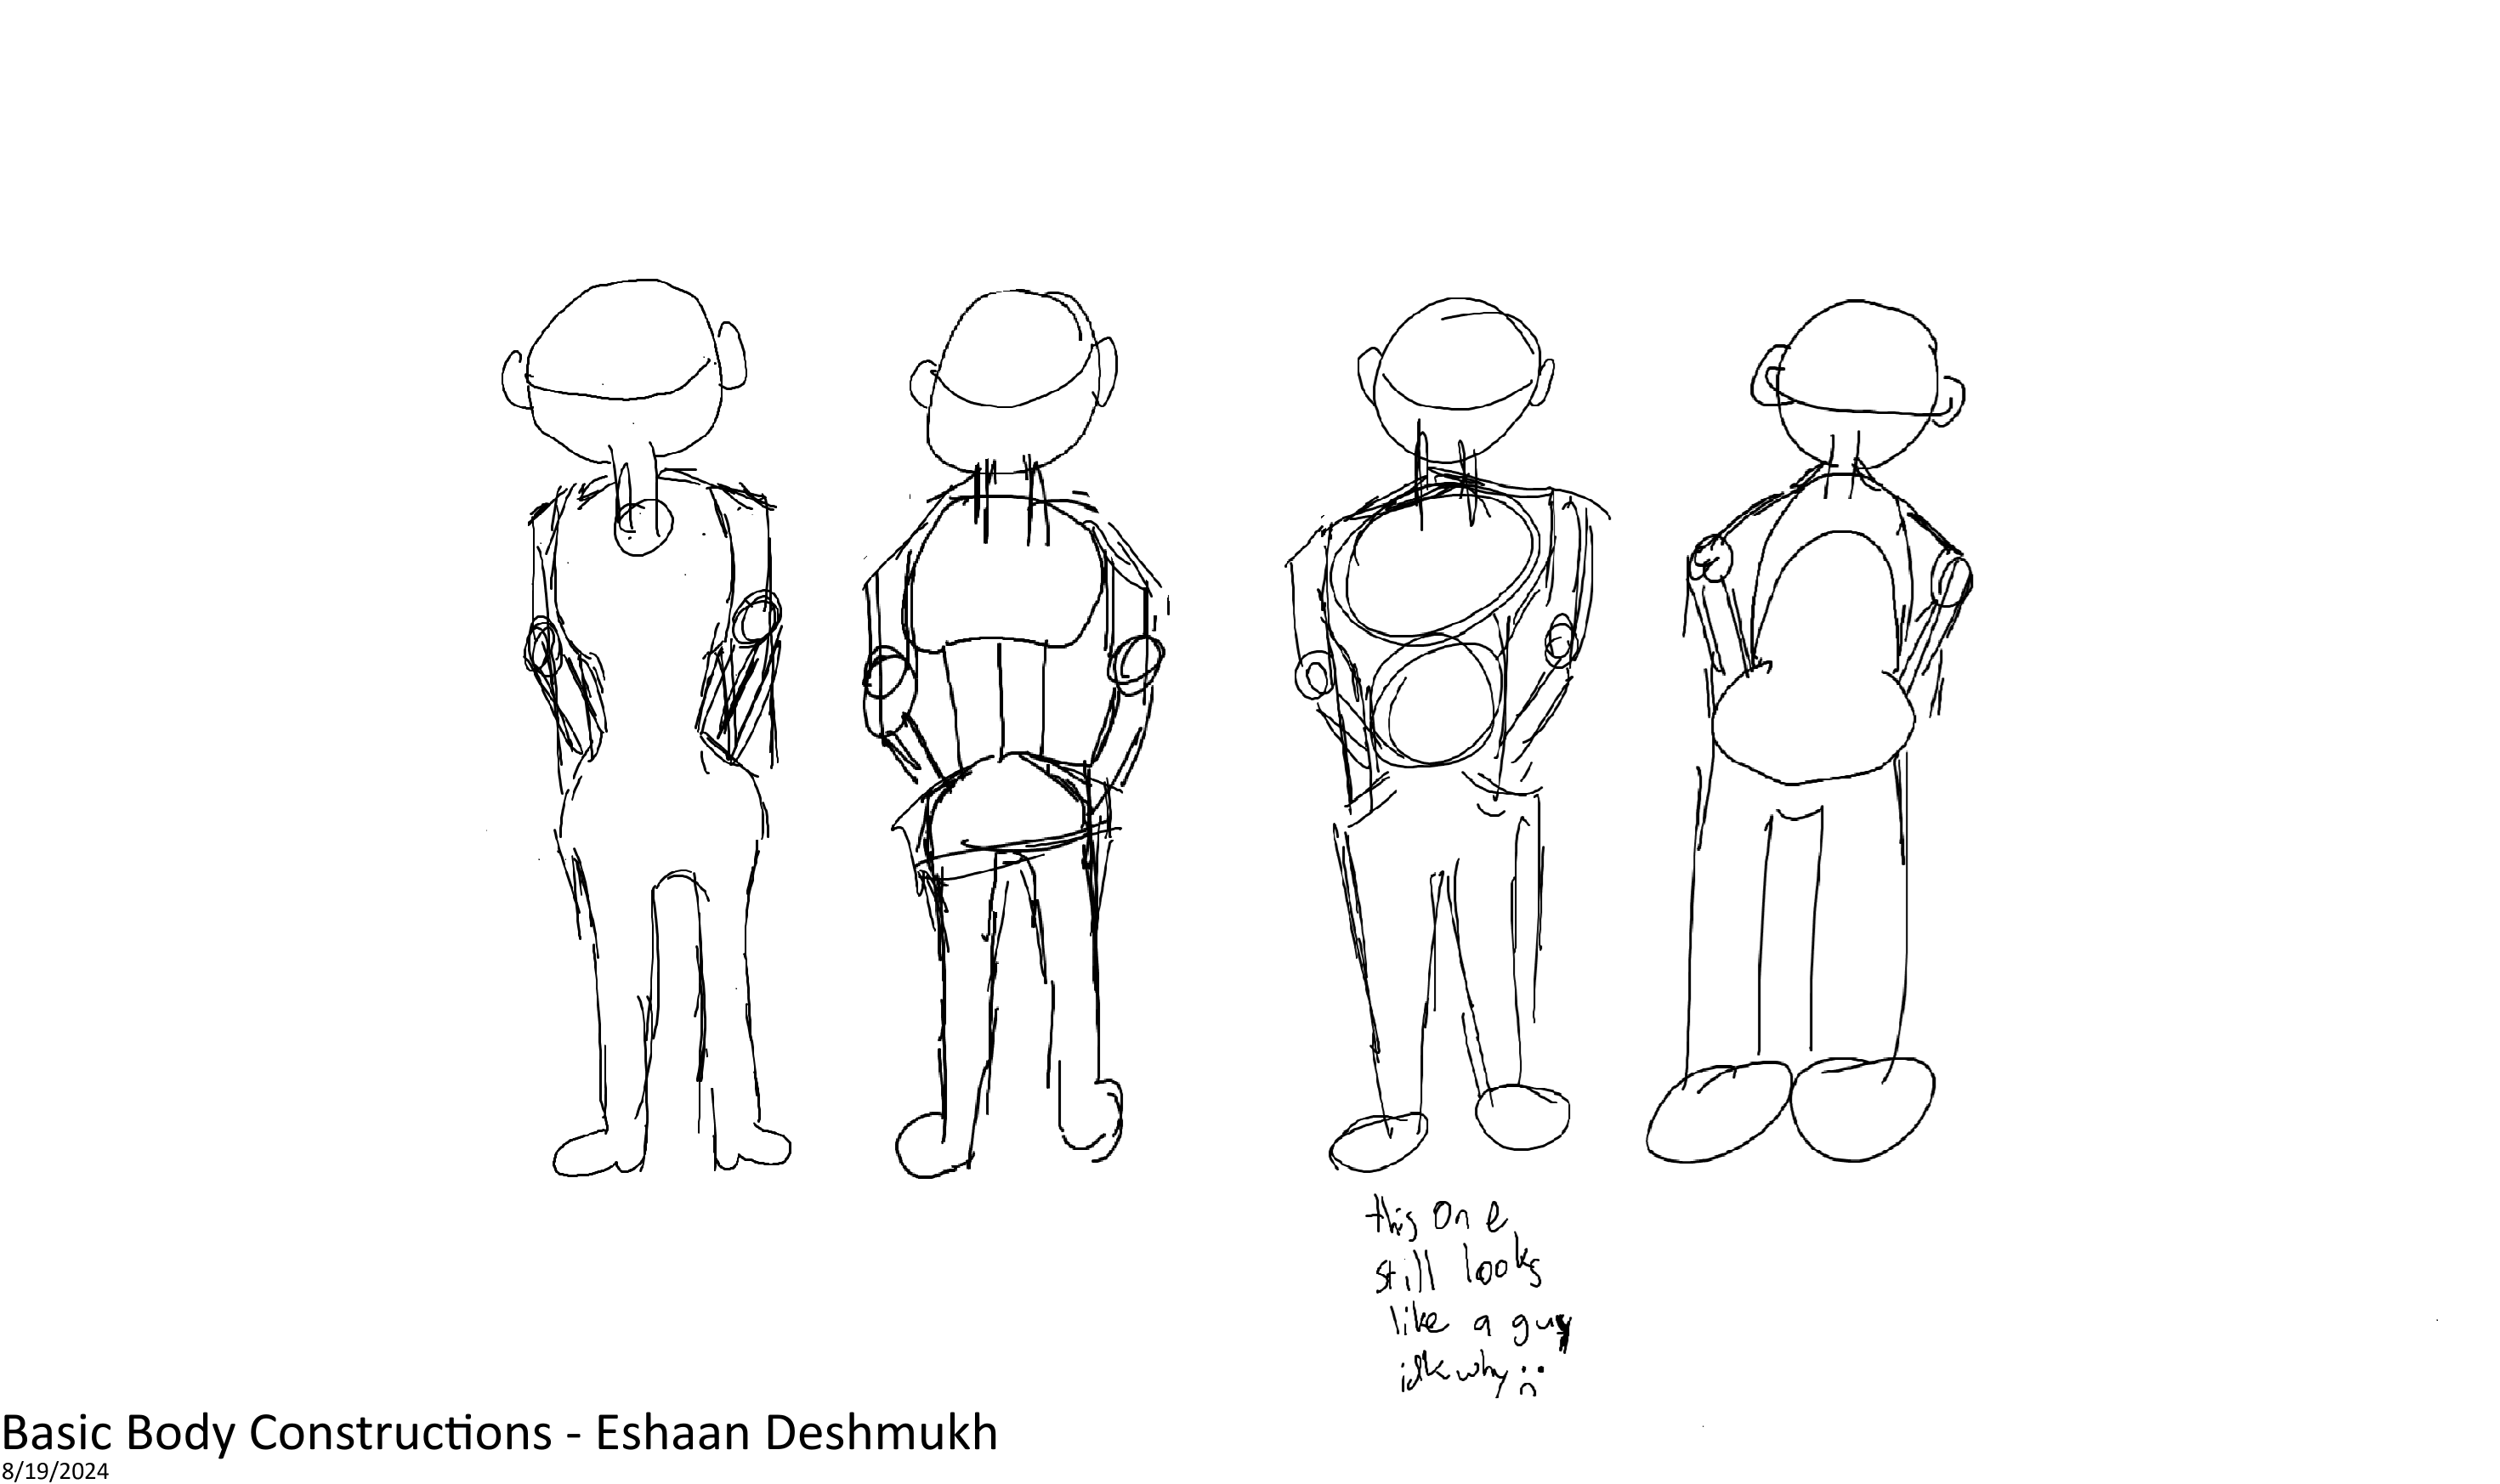 this one
still looks
like a guy
idk why :(
Basic Body Constructions - Eshaan Deshmukh
8/19/2024